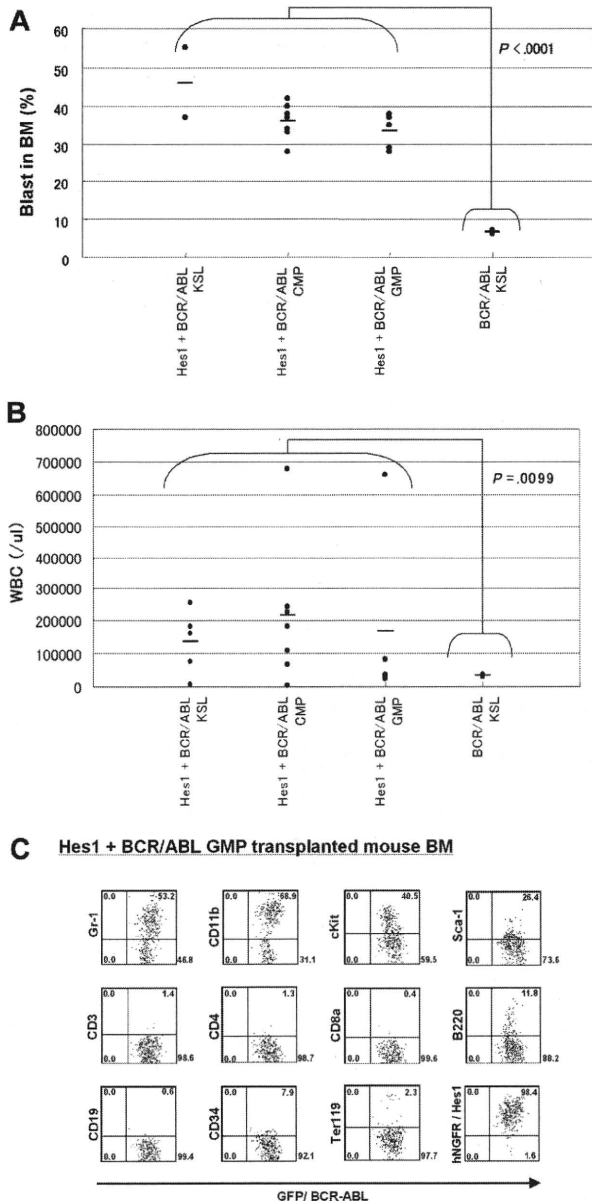 A
Blast in BM (%)
60
50
40
30
20
10
0
P <.0001
Hes1 + BCR/ABL KSL
Hes1 + BCR/ABL CMP
Hes1 + BCR/ABL GMP
BCR/ABL KSL
B
WBC (/ul)
800000
700000
600000
500000
400000
300000
200000
100000
0
P =.0099
Hes1 + BCR/ABL KSL
Hes1 + BCR/ABL CMP
Hes1 + BCR/ABL GMP
BCR/ABL KSL
C Hes1 + BCR/ABL GMP transplanted mouse BM
Gr-1
0.0 53.2
0.0 46.8
CD11b
0.0 68.9
0.0 31.1
cKit
0.0 40.5
0.0 59.5
Sca-1
0.0 26.4
0.0 73.6
CD3
0.0 1.4
0.0 98.6
CD4
0.0 1.3
0.0 98.7
CD8a
0.0 0.4
0.0 99.6
B220
0.0 11.8
0.0 88.2
CD19
0.0 0.6
0.0 99.4
CD34
0.0 7.9
0.0 92.1
Ter119
0.0 2.3
0.0 97.7
hNGFR / Hes1
0.0 98.4
0.0 1.6
GFP/ BCR-ABL